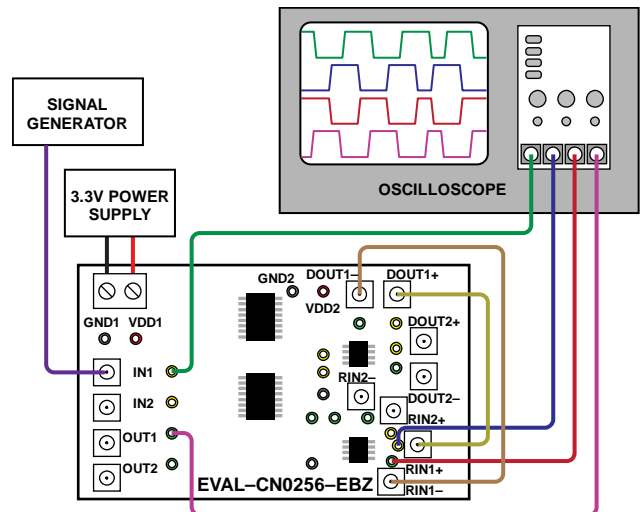 SIGNAL
GENERATOR
3.3V POWER
SUPPLY
OSCILLOSCOPE
GND2
DOUT1–
DOUT1+
VDD2
GND1
VDD1
DOUT2+
IN1
RIN2–
IN2
DOUT2–
RIN2+
OUT1
OUT2
RIN1+
EVAL–CN0256–EBZ
RIN1–